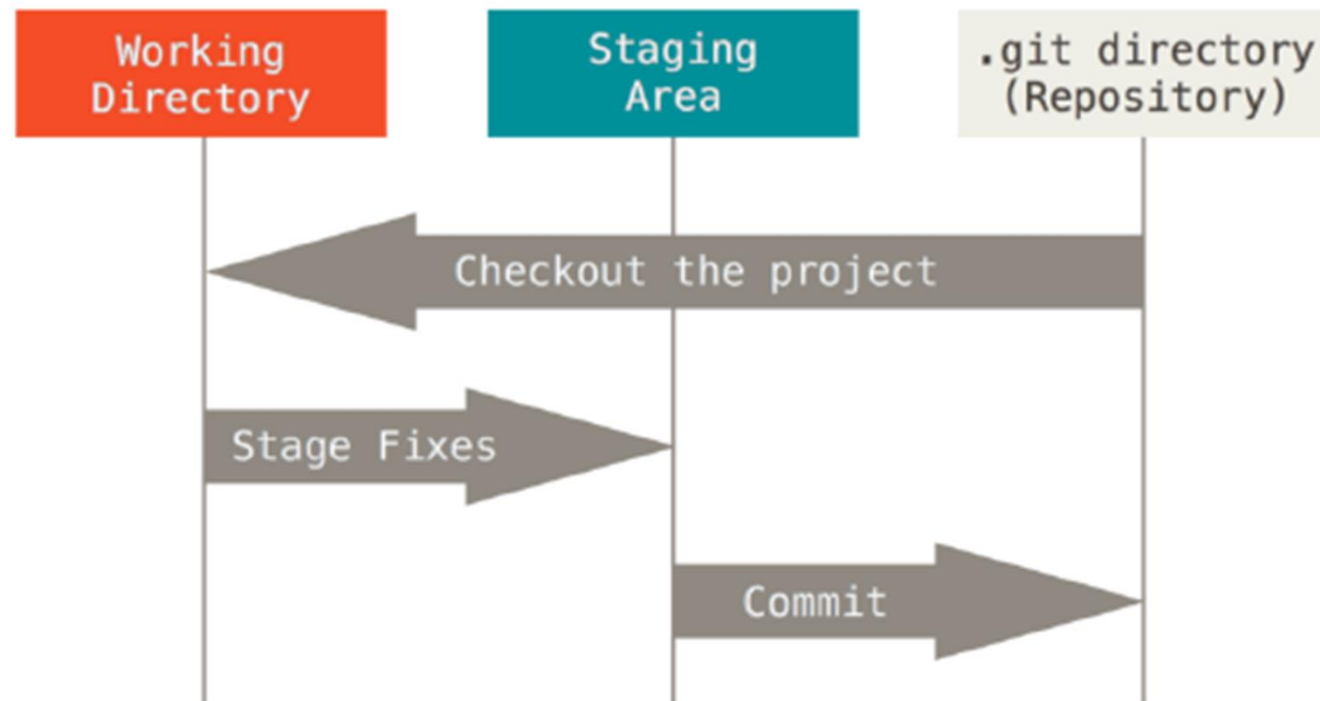 Working
Directory
Staging
Area
.git directory
(Repository)
Checkout the project
Stage Fixes
Commit